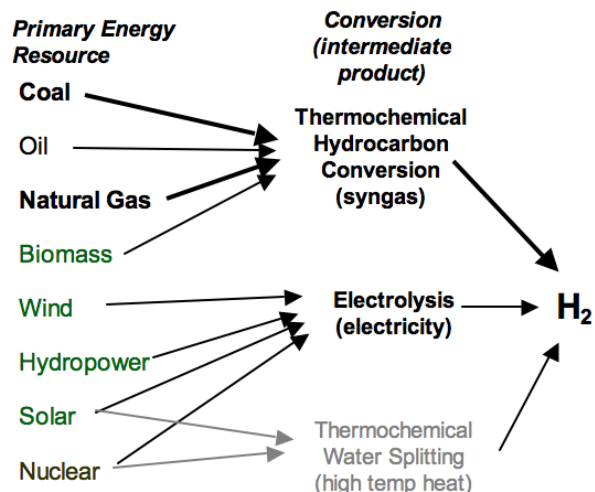 Primary Energy
Resource
Coal
Oil
Natural Gas
Biomass
Wind
Hydropower
Solar
Nuclear
Conversion
(intermediate
product)
Thermochemical
Hydrocarbon
Conversion
(syngas)
Electrolysis
(electricity)
Thermochemical
Water Splitting
(high temp heat)
H₂